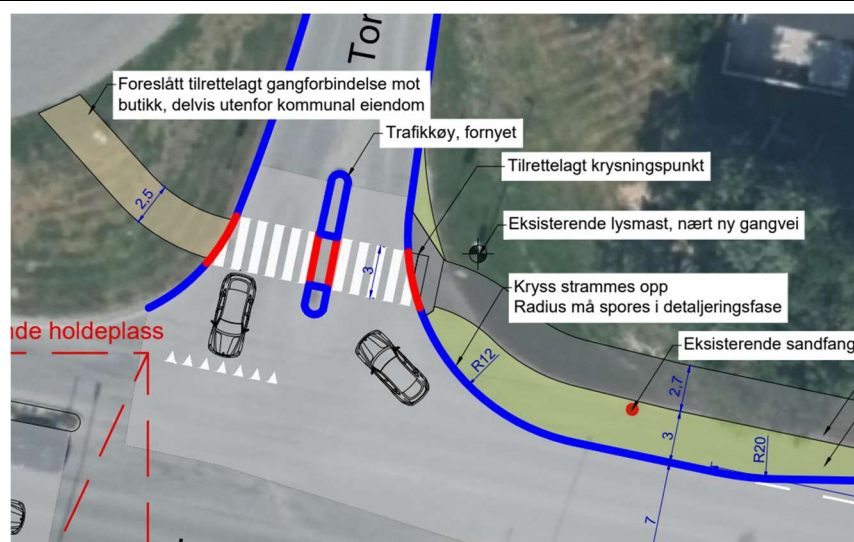 Tor
Foreslått tilrettelagt gangforbindelse mot
butikk, delvis utenfor kommunal eiendom
Trafikkøy, fornyet
Tilrettelagt krysningspunkt
2,5
Eksisterende lysmast, nært ny gangvei
3
Kryss strammes opp
Radius må spores i detaljeringsfase
nde holdeplass
Eksisterende sandfang
R12
2,7
3
R20
7